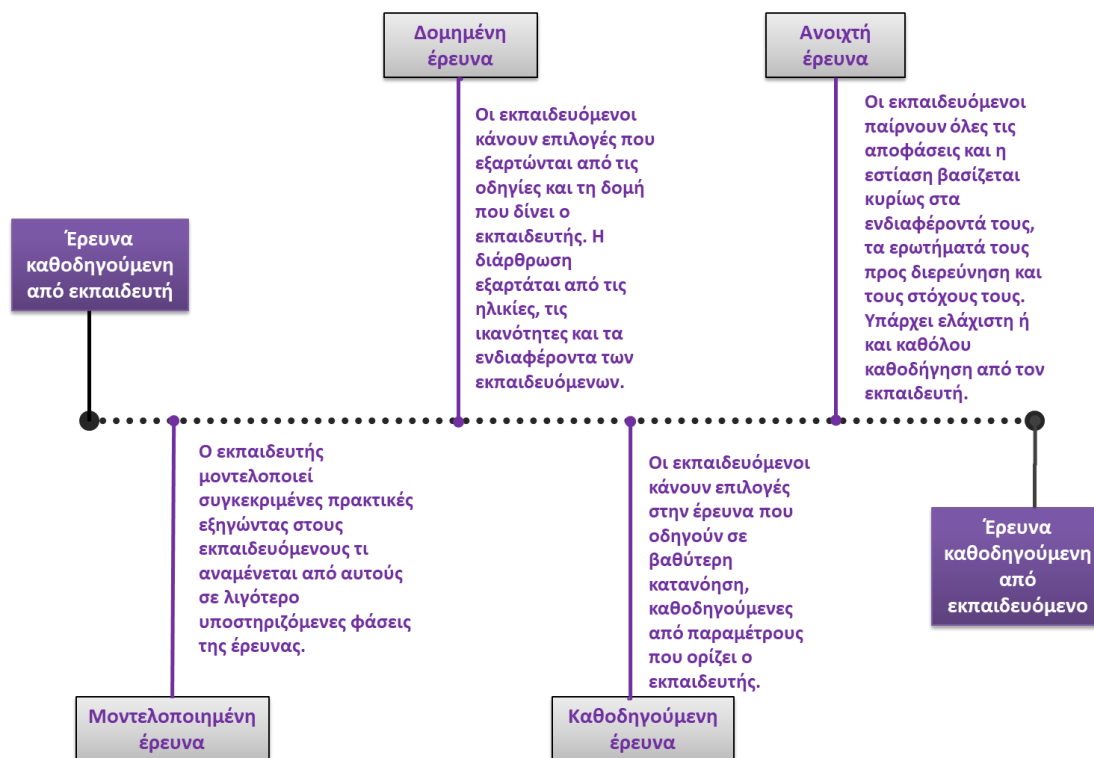 Δομημένη
έρευνα
Ανοιχτή
έρευνα
Οι εκπαιδευόμενοι
κάνουν επιλογές που
εξαρτώνται από τις
οδηγίες και τη δομή
που δίνει ο
εκπαιδευτής. Η
διάρθρωση
εξαρτάται από τις
ηλικίες, τις
ικανότητες και τα
ενδιαφέροντα των
εκπαιδευόμενων.
Οι εκπαιδευόμενοι
παίρνουν όλες τις
αποφάσεις και η
εστίαση βασίζεται
κυρίως στα
ενδιαφέροντά τους,
τα ερωτήματά τους
προς διερεύνηση και
τους στόχους τους.
Υπάρχει ελάχιστη ή
και καθόλου
καθοδήγηση από τον
εκπαιδευτή.
Έρευνα
καθοδηγούμενη
από εκπαιδευτή
Ο εκπαιδευτής
μοντελοποιεί
συγκεκριμένες πρακτικές
εξηγώντας στους
εκπαιδευόμενους τι
αναμένεται από αυτούς
σε λιγότερο
υποστηριζόμενες φάσεις
της έρευνας.
Οι εκπαιδευόμενοι
κάνουν επιλογές
στην έρευνα που
οδηγούν σε
βαθύτερη
κατανόηση,
καθοδηγούμενες
από παραμέτρους
που ορίζει ο
εκπαιδευτής.
Έρευνα
καθοδηγούμενη
από
εκπαιδευόμενο
Μοντελοποιημένη
έρευνα
Καθοδηγούμενη
έρευνα